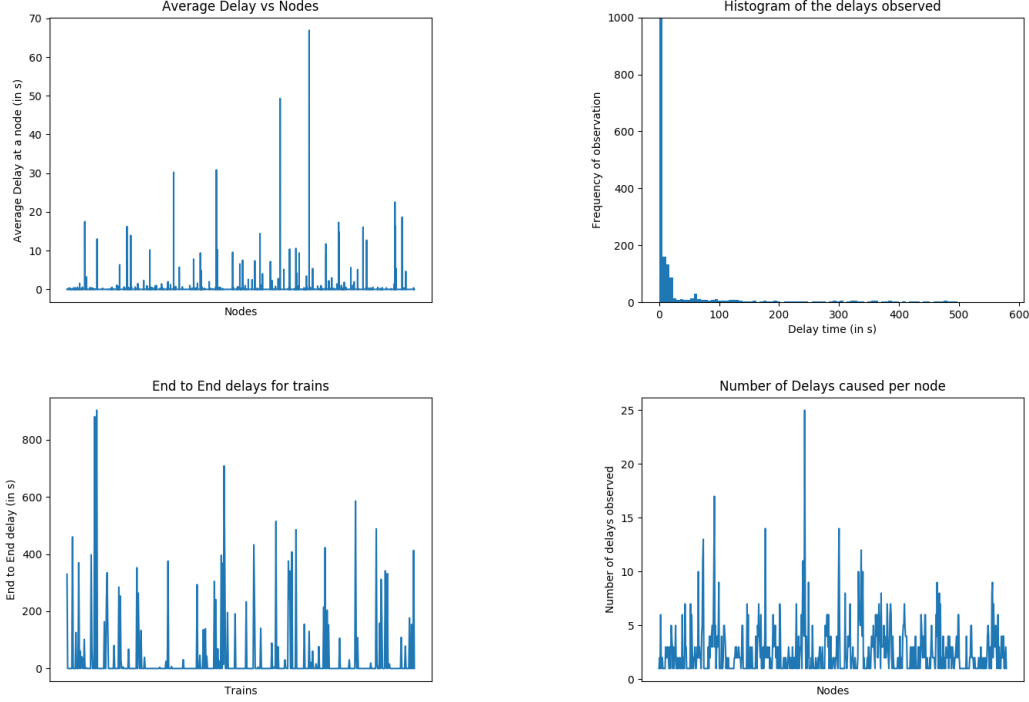 Average Delay vs Nodes
70
60
50
40
30
20
10
0
Average Delay at a node (in s)
Nodes
Histogram of the delays observed
1000
800
600
400
200
0
Frequency of observation
0 100 200 300 400 500 600
Delay time (in s)
End to End delays for trains
800
600
400
200
0
End to End delay (in s)
Trains
Number of Delays caused per node
25
20
15
10
5
0
Number of delays observed
Nodes